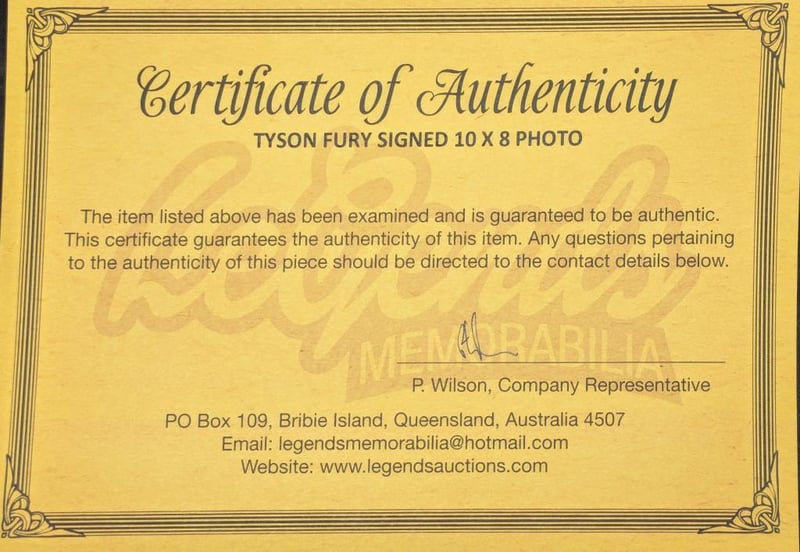 Certificate of Authenticity
TYSON FURY SIGNED 10 X 8 PHOTO
Legends
The item listed above has been examined and is guaranteed to be authentic.
This certificate guarantees the authenticity of this item. Any questions pertaining
to the authenticity of this piece should be directed to the contact details below.
MEMORABILIA
P. Wilson, Company Representative
PO Box 109, Bribie Island, Queensland, Australia 4507
Email: legendsmemorabilia@hotmail.com
Website: www.legendsauctions.com